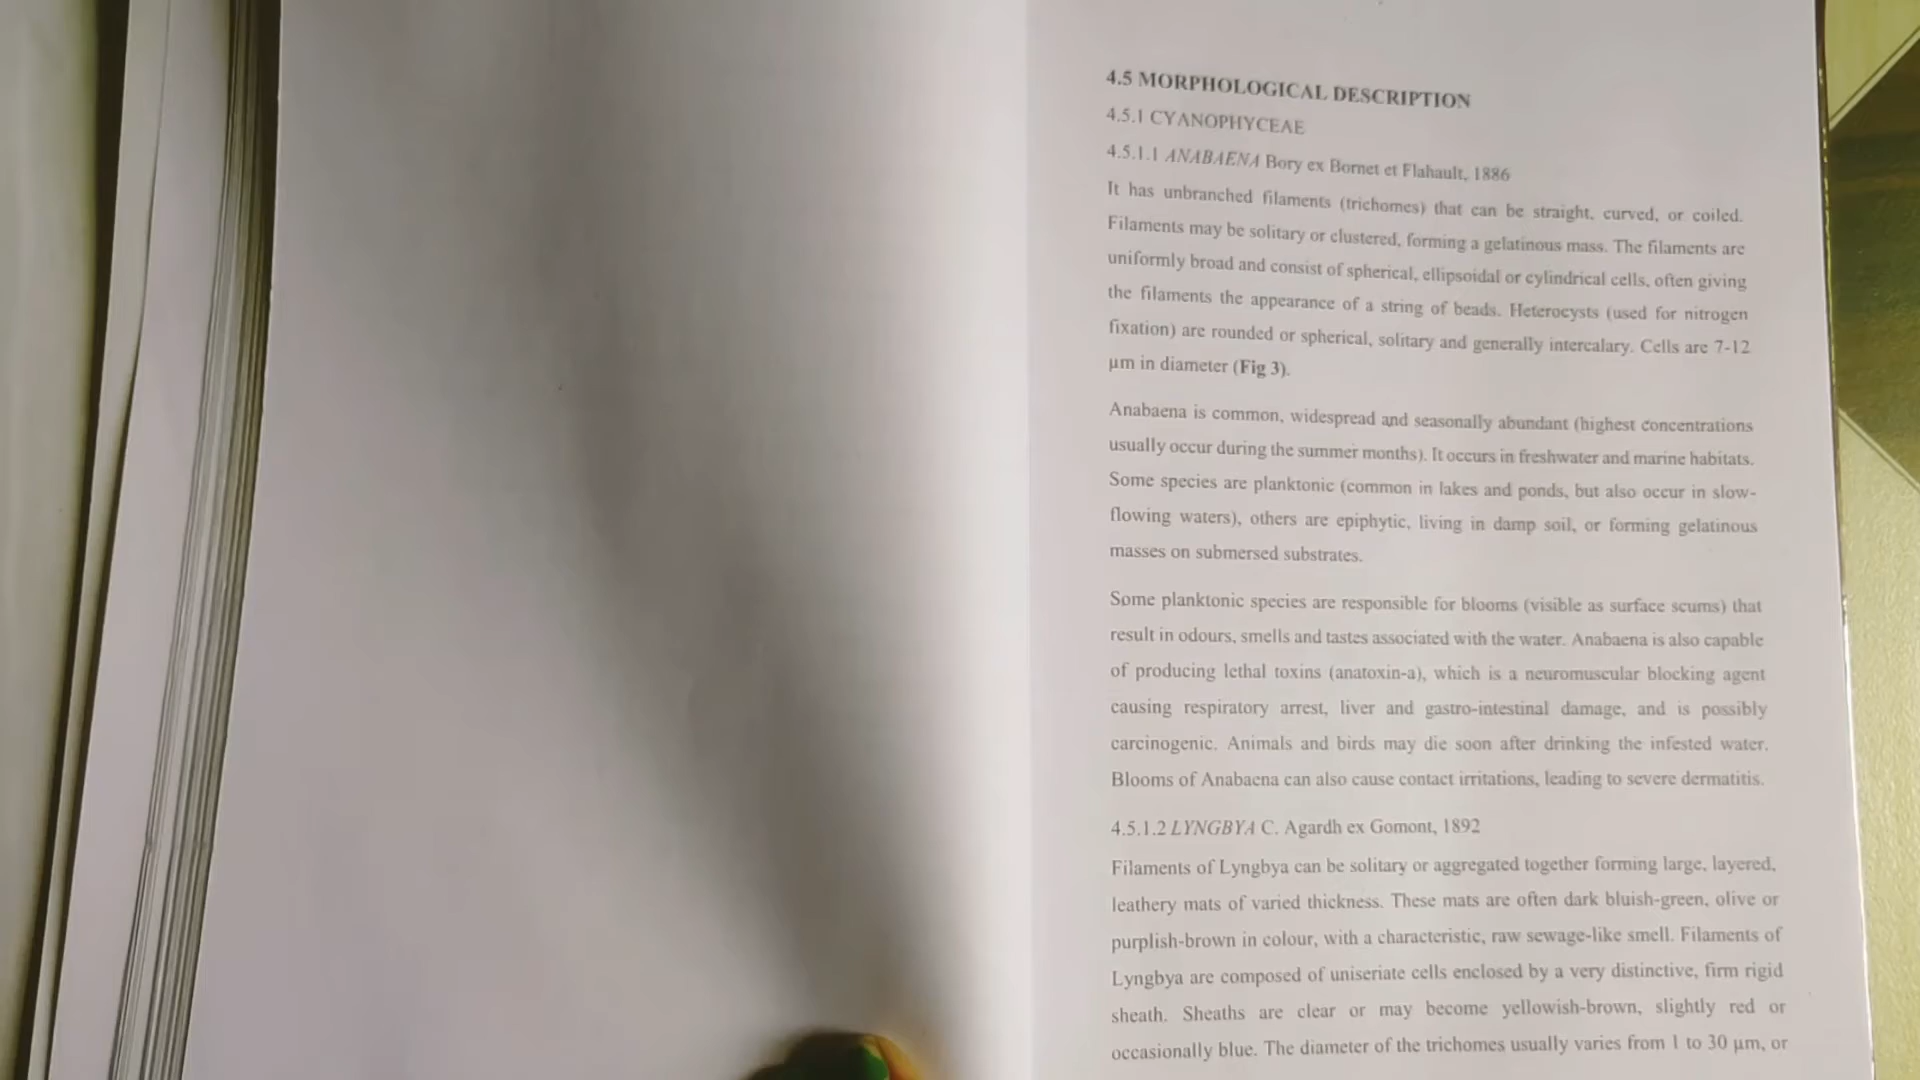 4.5 MORPHOLOGICAL DESCRIPTION
4.5.1 CYANOPHYCEAE
4.5.1.1 ANABAENA Bory ex Bornet et Flahault, 1886
It has unbranched filaments (trichomes) that can be straight, curved, or coiled.
Filaments may be solitary or clustered, forming a gelatinous mass. The filaments are
uniformly broad and consist of spherical, ellipsoidal or cylindrical cells, often giving
the filaments the appearance of a string of beads. Heterocysts (used for nitrogen
fixation) are rounded or spherical, solitary and generally intercalary. Cells are 7-12
µm in diameter (Fig 3).
Anabaena is common, widespread and seasonally abundant (highest concentrations
usually occur during the summer months). It occurs in freshwater and marine habitats.
Some species are planktonic (common in lakes and ponds, but also occur in slow-
flowing waters), others are epiphytic, living in damp soil, or forming gelatinous
masses on submersed substrates.
Some planktonic species are responsible for blooms (visible as surface scums) that
result in odours, smells and tastes associated with the water. Anabaena is also capable
of producing lethal toxins (anatoxin-a), which is a neuromuscular blocking agent
causing respiratory arrest, liver and gastro-intestinal damage, and is possibly
carcinogenic. Animals and birds may die soon after drinking the infested water.
Blooms of Anabaena can also cause contact irritations, leading to severe dermatitis.
4.5.1.2 LYNGBYA C. Agardh ex Gomont, 1892
Filaments of Lyngbya can be solitary or aggregated together forming large, layered,
leathery mats of varied thickness. These mats are often dark bluish-green, olive or
purplish-brown in colour, with a characteristic, raw sewage-like smell. Filaments of
Lyngbya are composed of uniseriate cells enclosed by a very distinctive, firm rigid
sheath. Sheaths are clear or may become yellowish-brown, slightly red or
occasionally blue. The diameter of the trichomes usually varies from 1 to 30 µm, or